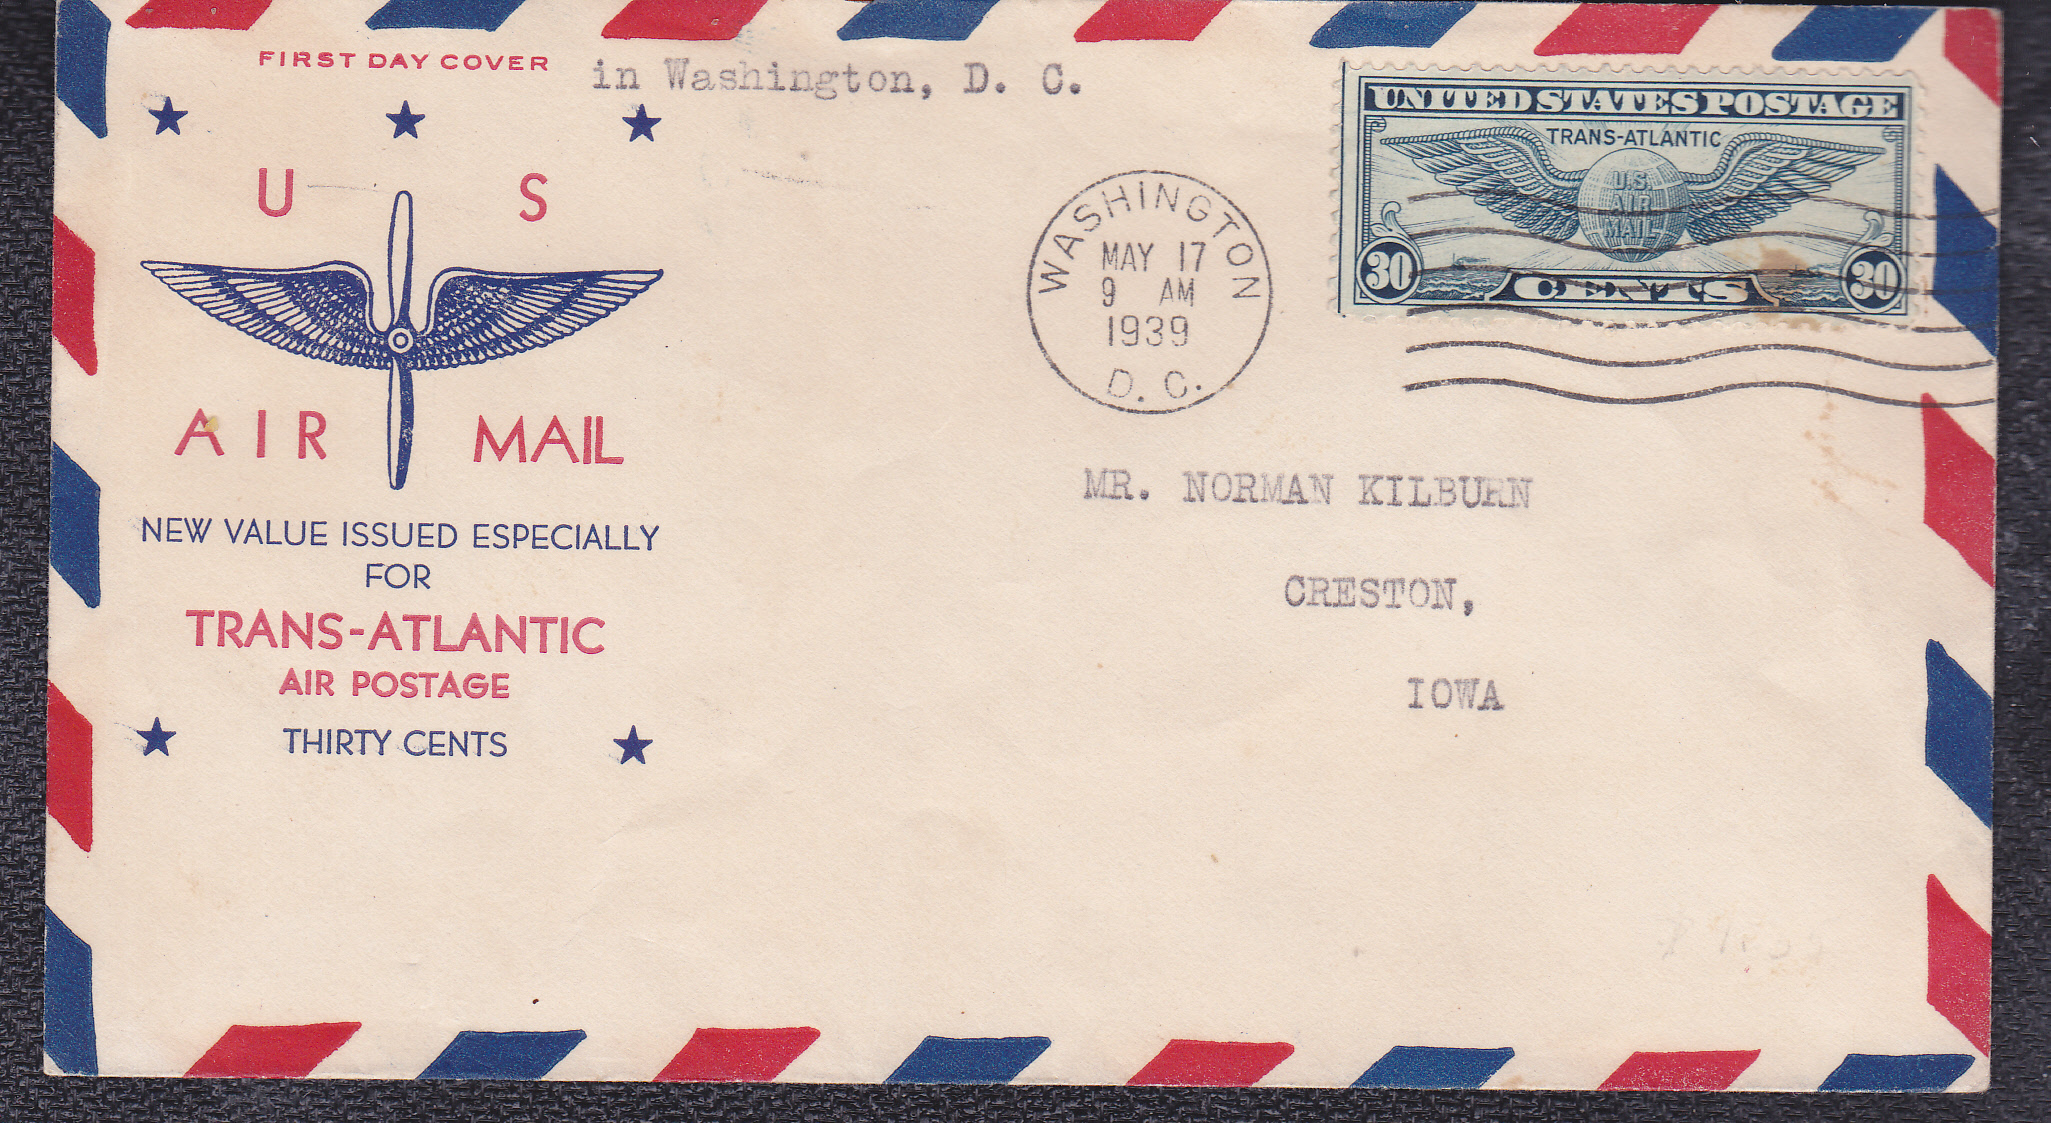 FIRST DAY COVER
in Washington, D. C.
U S
AIR MAIL
NEW VALUE ISSUED ESPECIALLY
FOR
TRANS-ATLANTIC
AIR POSTAGE
THIRTY CENTS
WASHINGTON
MAY 17
9 AM
1939
D. C.
UNITED STATES POSTAGE
TRANS-ATLANTIC
U.S.
AIR
MAIL
30 CENTS 30
MR. NORMAN KILBURN
CRESTON,
IOWA